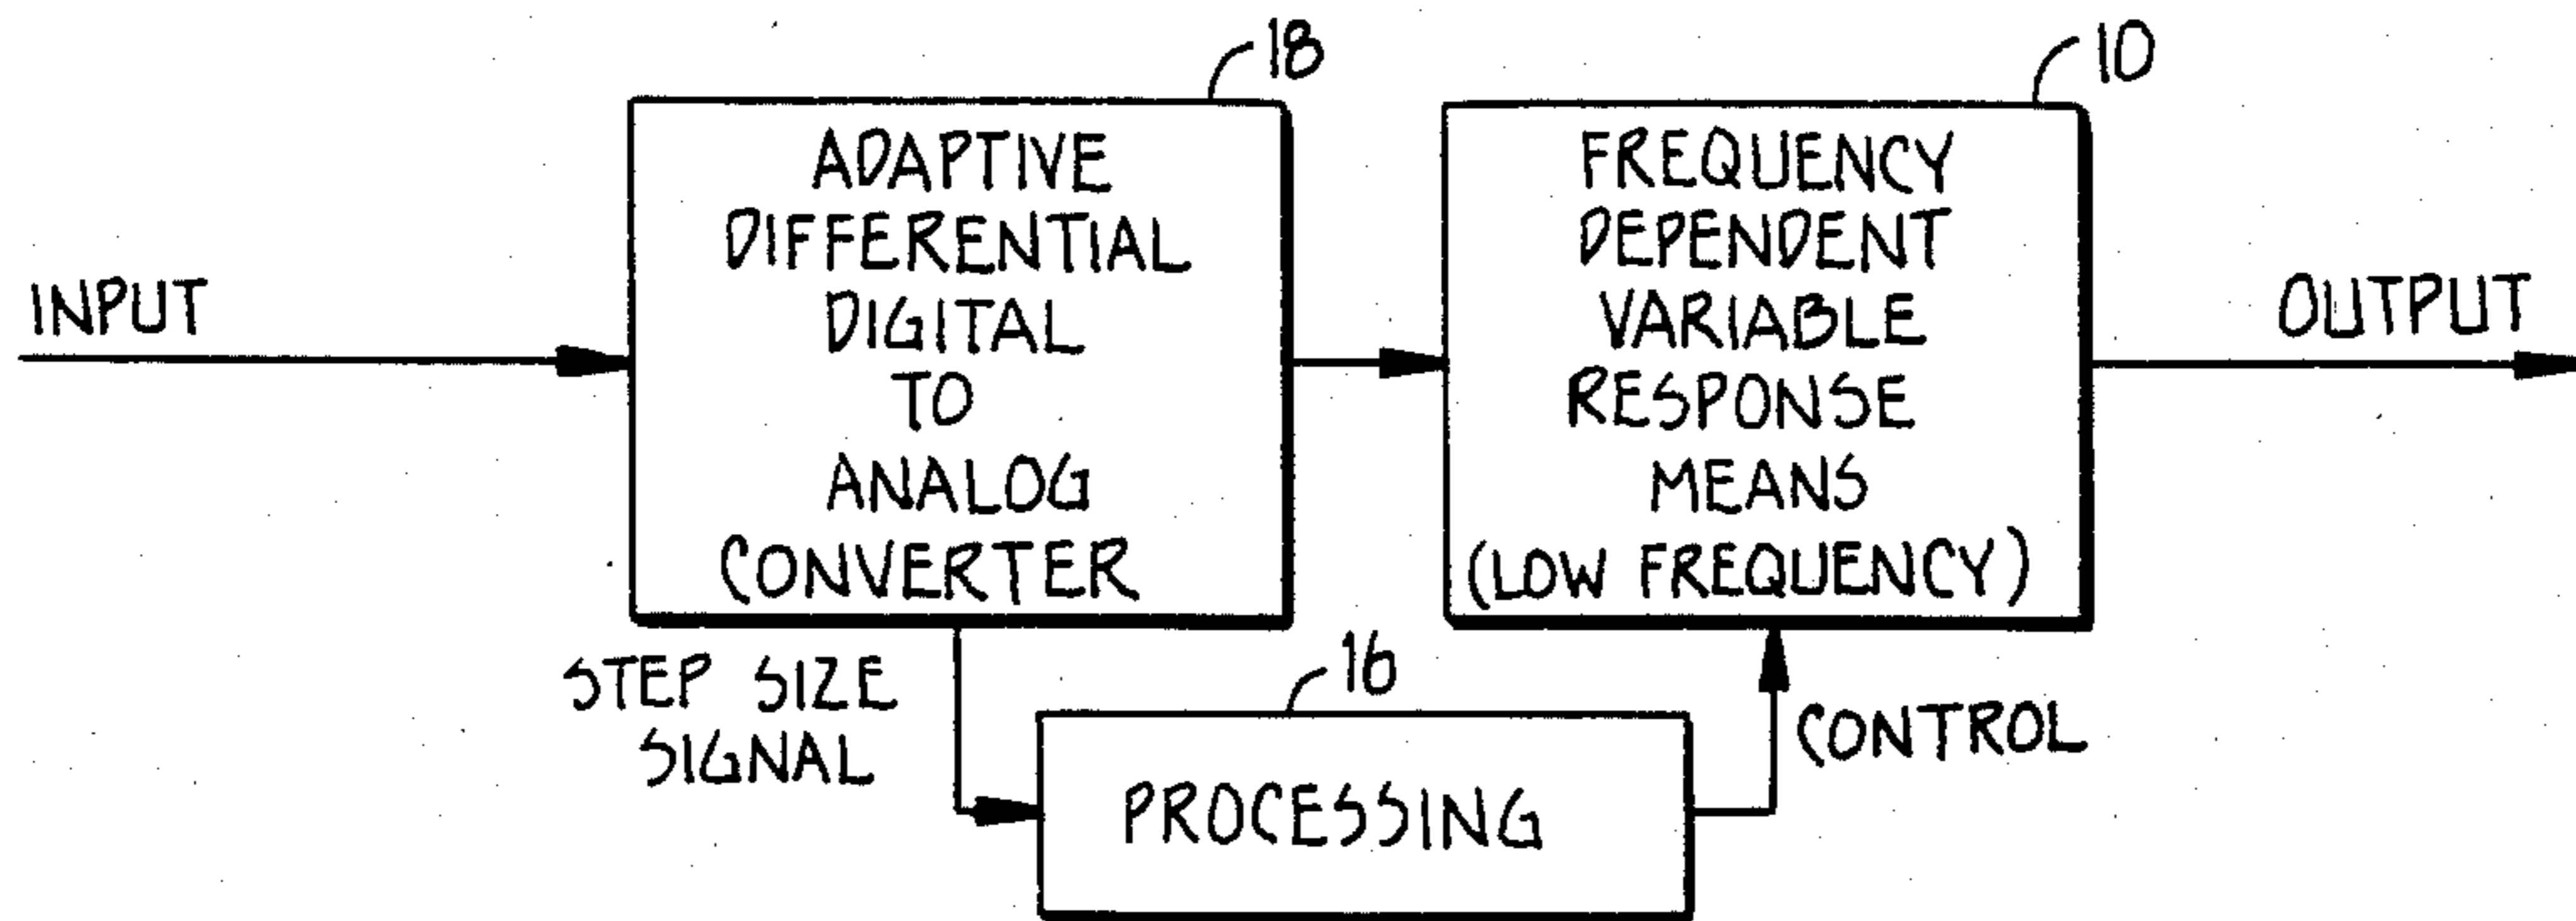 18
10
INPUT
ADAPTIVE
DIFFERENTIAL
DIGITAL
TO
ANALOG
CONVERTER
FREQUENCY
DEPENDENT
VARIABLE
RESPONSE
MEANS
(LOW FREQUENCY)
OUTPUT
STEP SIZE
SIGNAL
16
PROCESSING
CONTROL